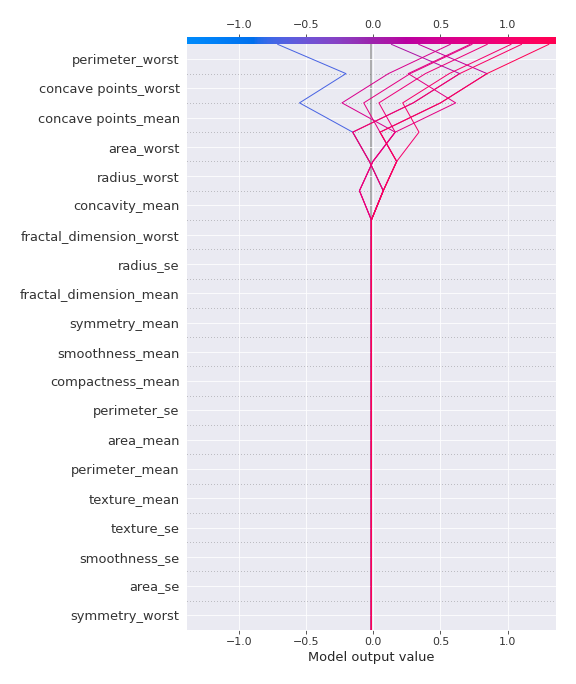 −1.0 −0.5 0.0 0.5 1.0
perimeter_worst
concave points_worst
concave points_mean
area_worst
radius_worst
concavity_mean
fractal_dimension_worst
radius_se
fractal_dimension_mean
symmetry_mean
smoothness_mean
compactness_mean
perimeter_se
area_mean
perimeter_mean
texture_mean
texture_se
smoothness_se
area_se
symmetry_worst
−1.0 −0.5 0.0 0.5 1.0
Model output value